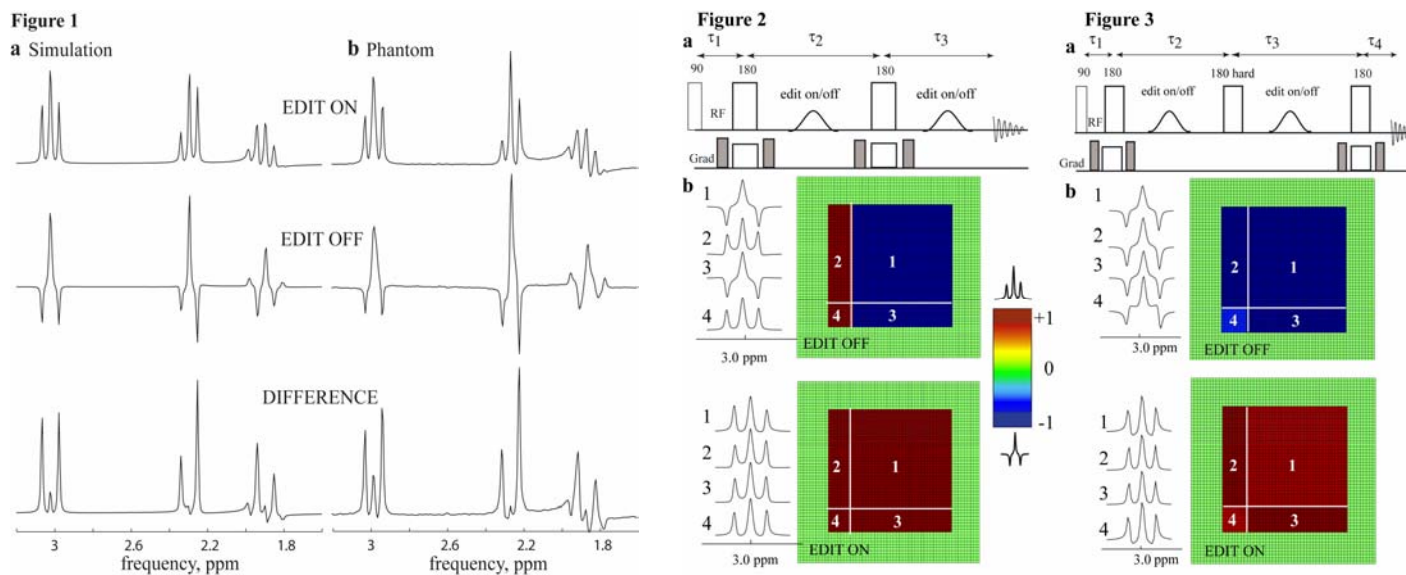 Figure 1
a Simulation
b Phantom
EDIT ON
EDIT OFF
DIFFERENCE
3 2.6 2.2 1.8
frequency, ppm
3 2.6 2.2 1.8
frequency, ppm
Figure 2
a
τ1 τ2 τ3
90 180 180
edit on/off edit on/off
RF
Grad
b
1
2
3
4
3.0 ppm
2 1
4 3
EDIT OFF
1
2
3
4
3.0 ppm
2 1
4 3
EDIT ON
+1
0
-1
Figure 3
a
τ1 τ2 τ3 τ4
90 180 180 hard 180
edit on/off edit on/off
RF
b
1
2
3
4
3.0 ppm
2 1
4 3
EDIT OFF
1
2
3
4
3.0 ppm
2 1
4 3
EDIT ON